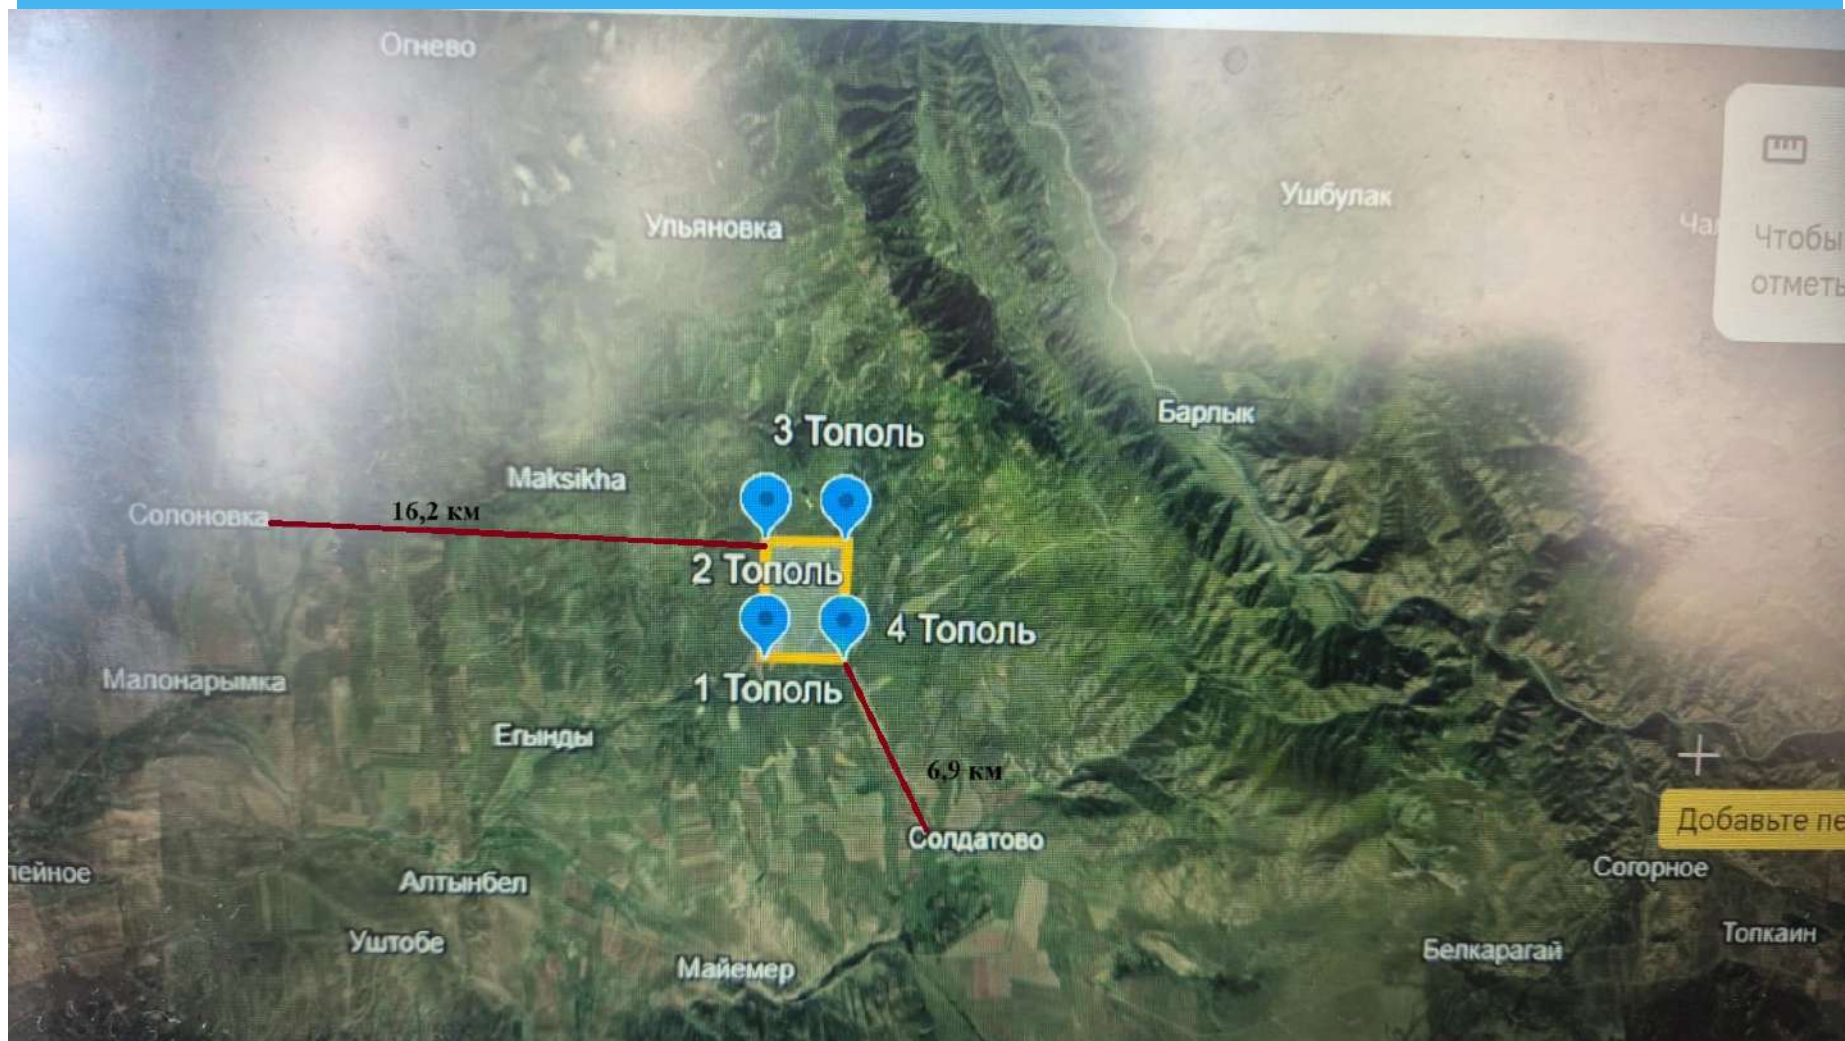 Огнево
Ушбулак
Ульяновка
Чтобы
отметь
Барлык
3 Тополь
Maksikha
16,2 км
Солоновка
2 Тополь
4 Тополь
Малонарымка
1 Тополь
Егынды
6,9 км
Добавьте
Солдатово
Согорное
Алтынбел
Топкаин
Уштобе
Белкарагай
Майемер